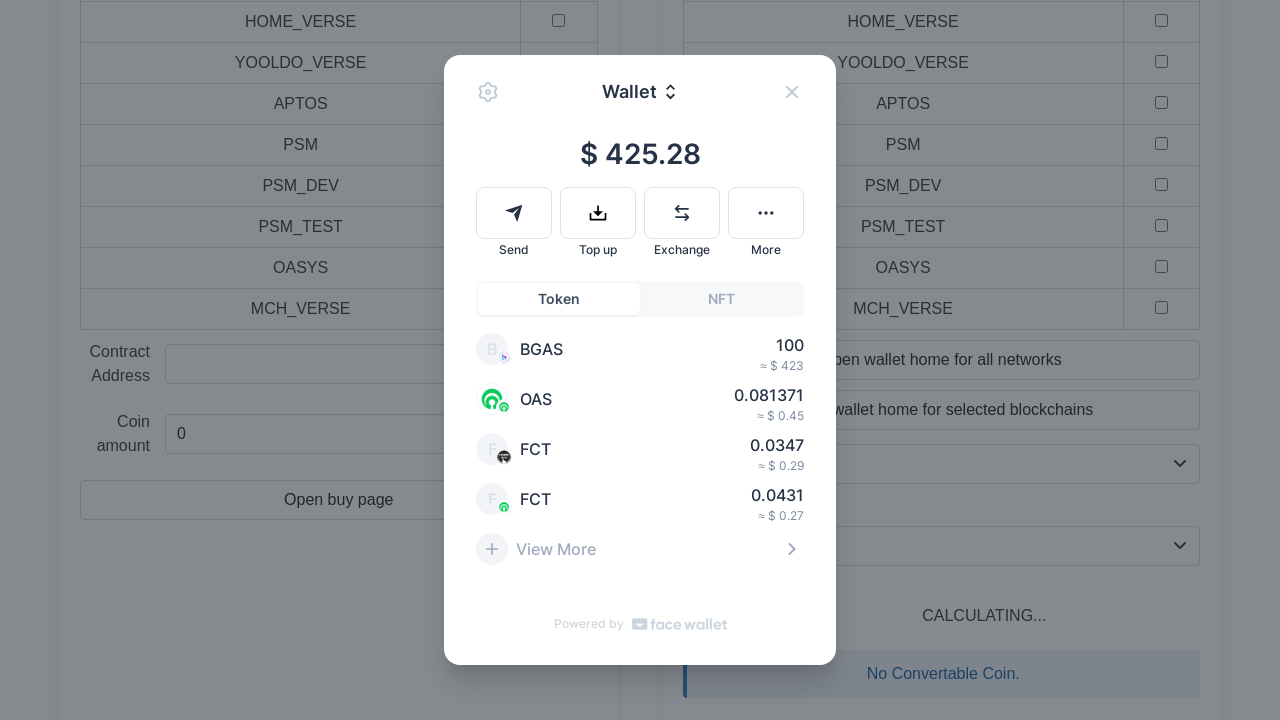 HOME_VERSE
HOME_VERSE
YOOLDO_VERSE
YOOLDO_VERSE
APTOS
APTOS
PSM
PSM
PSM_DEV
PSM_DEV
PSM_TEST
PSM_TEST
OASYS
OASYS
MCH_VERSE
MCH_VERSE
Contract
Address
Coin
amount
0
Open buy page
Wallet
$ 425.28
Send
Top up
Exchange
More
Token
NFT
BGAS
100
≈ $ 423
OAS
0.081371
≈ $ 0.45
FCT
0.0347
≈ $ 0.29
FCT
0.0431
≈ $ 0.27
View More
Powered by face wallet
wallet home for all networks
wallet home for selected blockchains
CALCULATING...
No Convertable Coin.